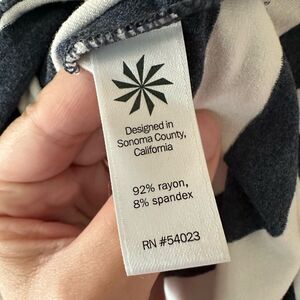 Designed in
Sonoma County,
California
92% rayon,
8% spandex
RN #54023